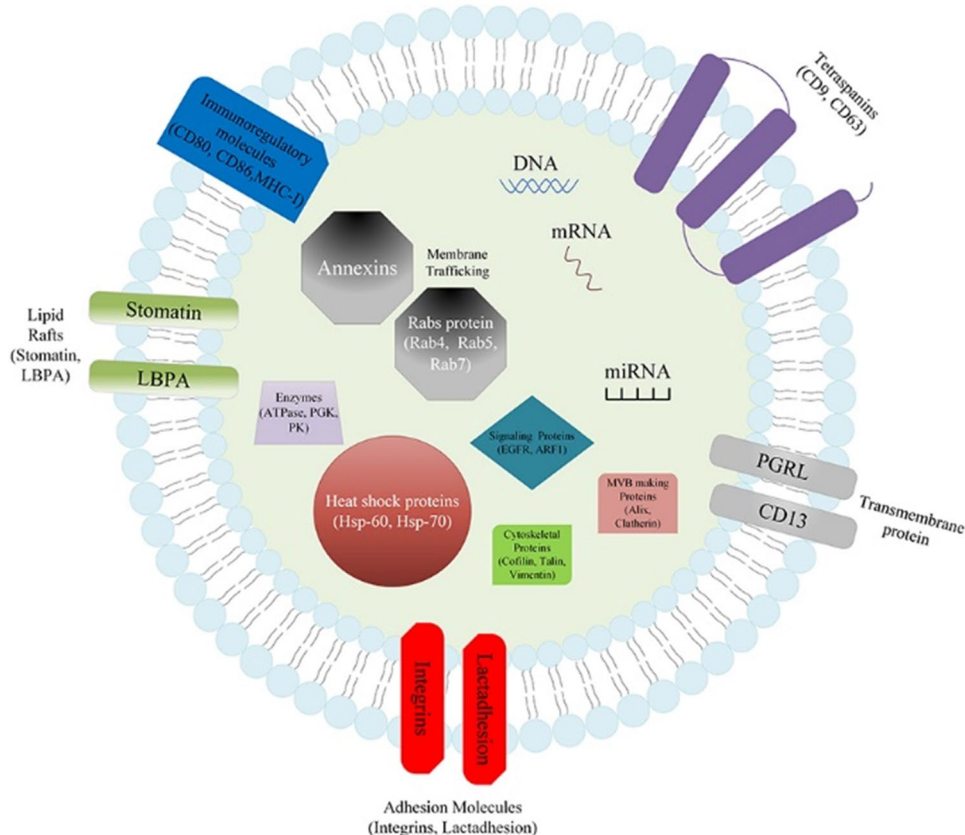 Tetraspanins
(CD9, CD63)
Immunoregulatory
molecules
(CD80, CD86,MHC-I)
DNA
mRNA
Annexins
Membrane
Trafficking
Rabs protein
(Rab4, Rab5,
Rab7)
Lipid
Rafts
(Stomatin,
LBPA)
Stomatin
LBPA
miRNA
Enzymes
(ATPase, PGK,
PK)
Signaling Proteins
(EGFR, ARF1)
Heat shock proteins
(Hsp-60, Hsp-70)
MVB making
Proteins
(Alix,
Clatherin)
Cytoskeletal
Proteins
(Cofilin, Talin,
Vimentin)
PGRL
CD13
Transmembrane
protein
Integrins
Lactadhesion
Adhesion Molecules
(Integrins, Lactadhesion)